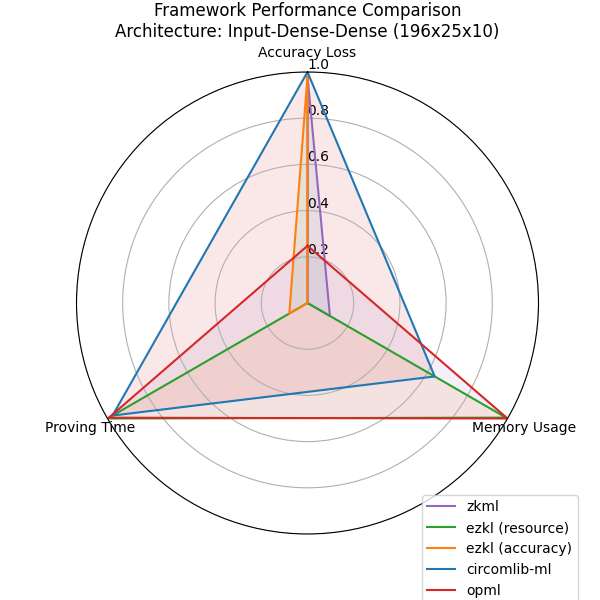 Framework Performance Comparison
Architecture: Input-Dense-Dense (196x25x10)
Accuracy Loss
1.0
0.8
0.6
0.4
0.2
Proving Time
Memory Usage
zkml
ezkl (resource)
ezkl (accuracy)
circomlib-ml
opml